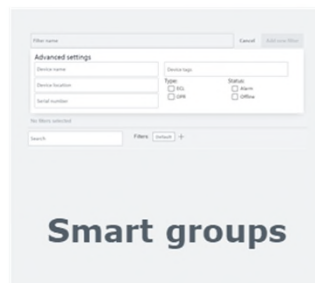 Filter name
Cancel
Add new filter
Advanced settings
Device name
Device tags
Device location
Type:
Status:
ECL
Alarm
OPR
Offline
Serial number
No filters selected
Search
Filters
Default
+
Smart groups